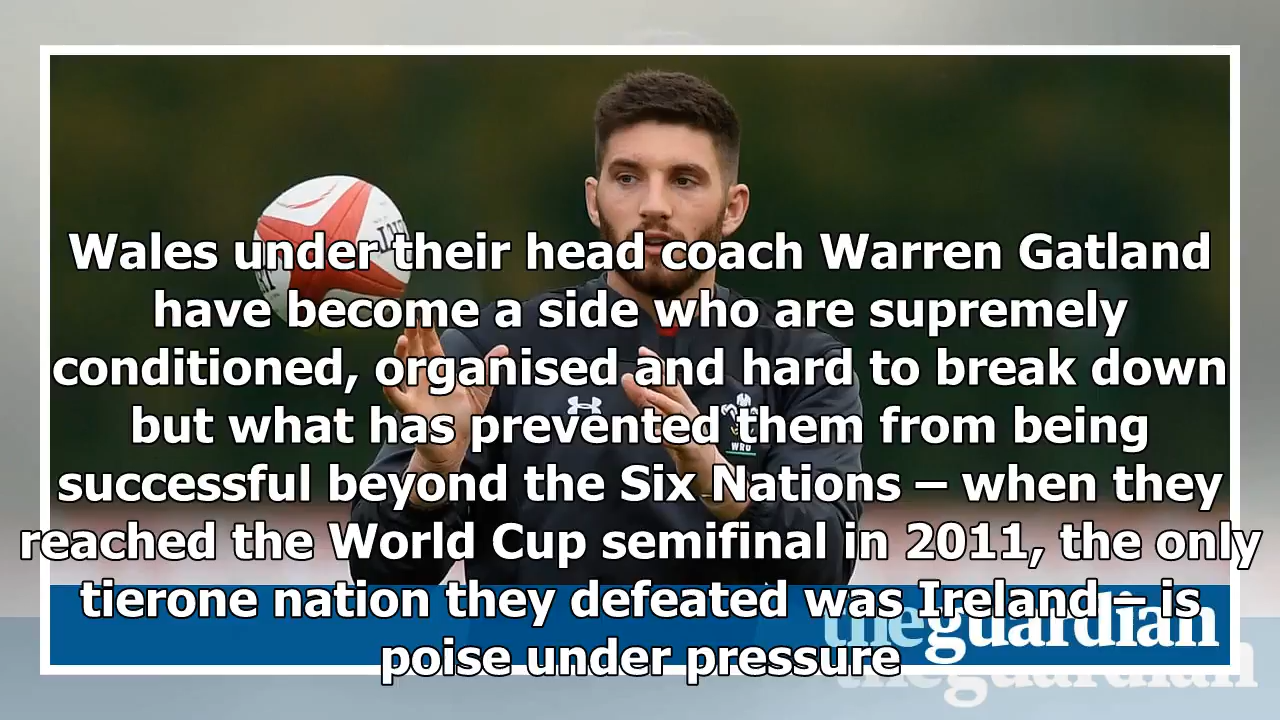 Wales under their head coach Warren Gatland
have become a side who are supremely
conditioned, organised and hard to break down
but what has prevented them from being
successful beyond the Six Nations – when they
reached the World Cup semifinal in 2011, the only
tierone nation they defeated was Ireland – is
poise under pressure
WRU
theguardian
theguardian